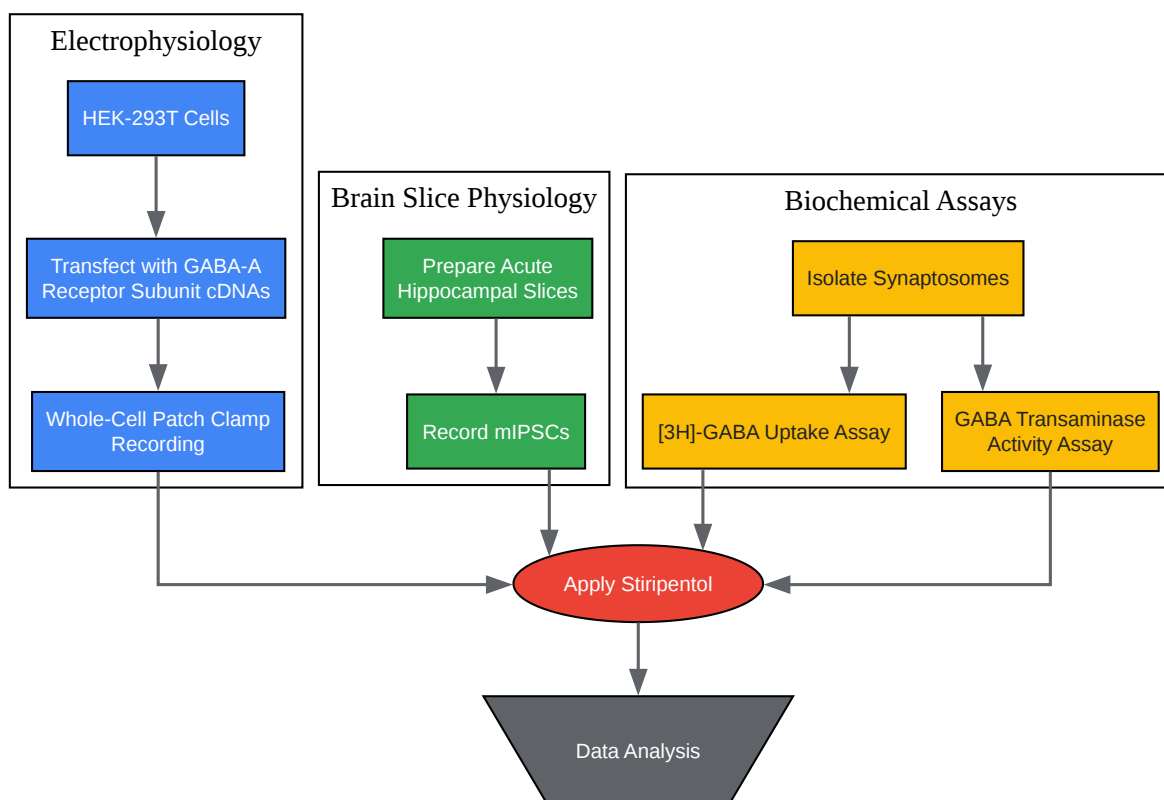 Electrophysiology
HEK-293T Cells
Transfect with GABA-A
Receptor Subunit cDNAs
Whole-Cell Patch Clamp
Recording
Brain Slice Physiology
Prepare Acute
Hippocampal Slices
Record mIPSCs
Biochemical Assays
Isolate Synaptosomes
[3H]-GABA Uptake Assay
GABA Transaminase
Activity Assay
Apply Stiripentol
Data Analysis